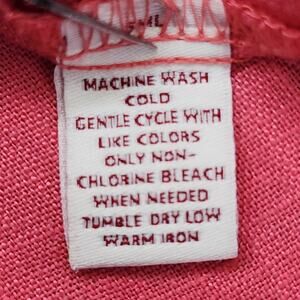 MACHINE WASH
COLD
GENTLE CYCLE WITH
LIKE COLORS
ONLY NON-
CHLORINE BLEACH
WHEN NEEDED
TUMBLE DRY LOW
WARM IRON